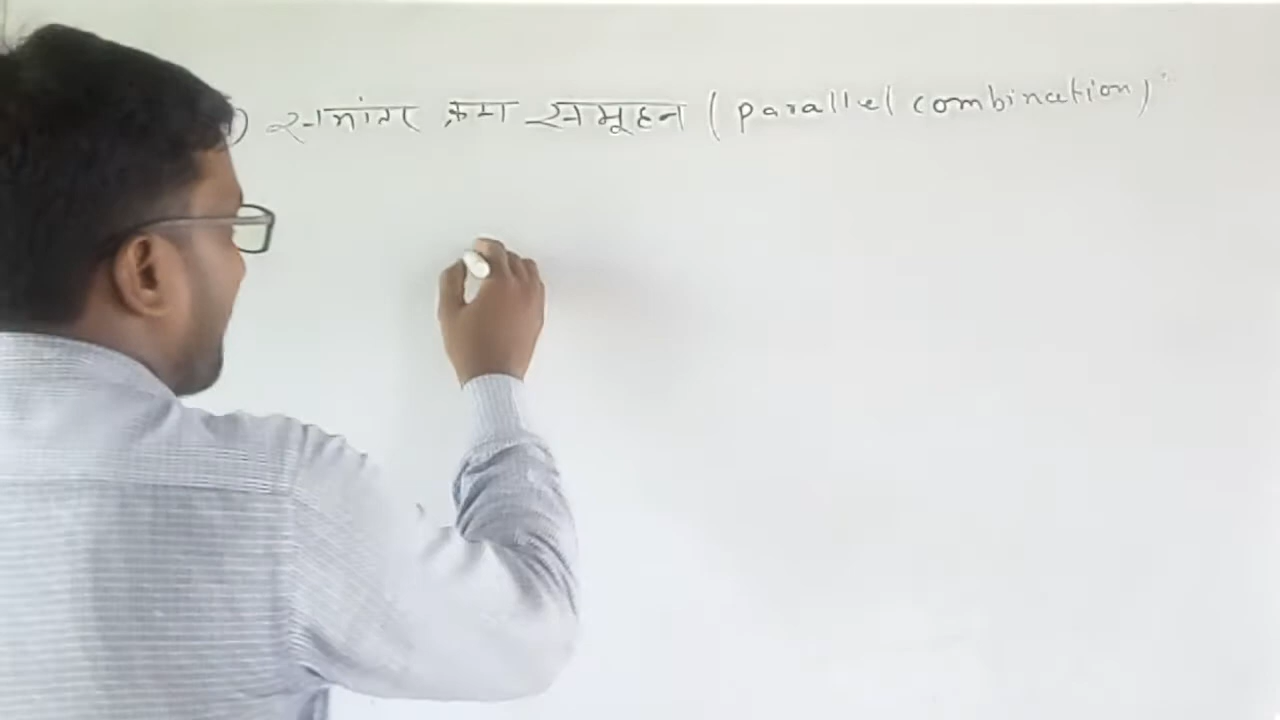 ) समांतर क्रम समूहन (parallel combination)